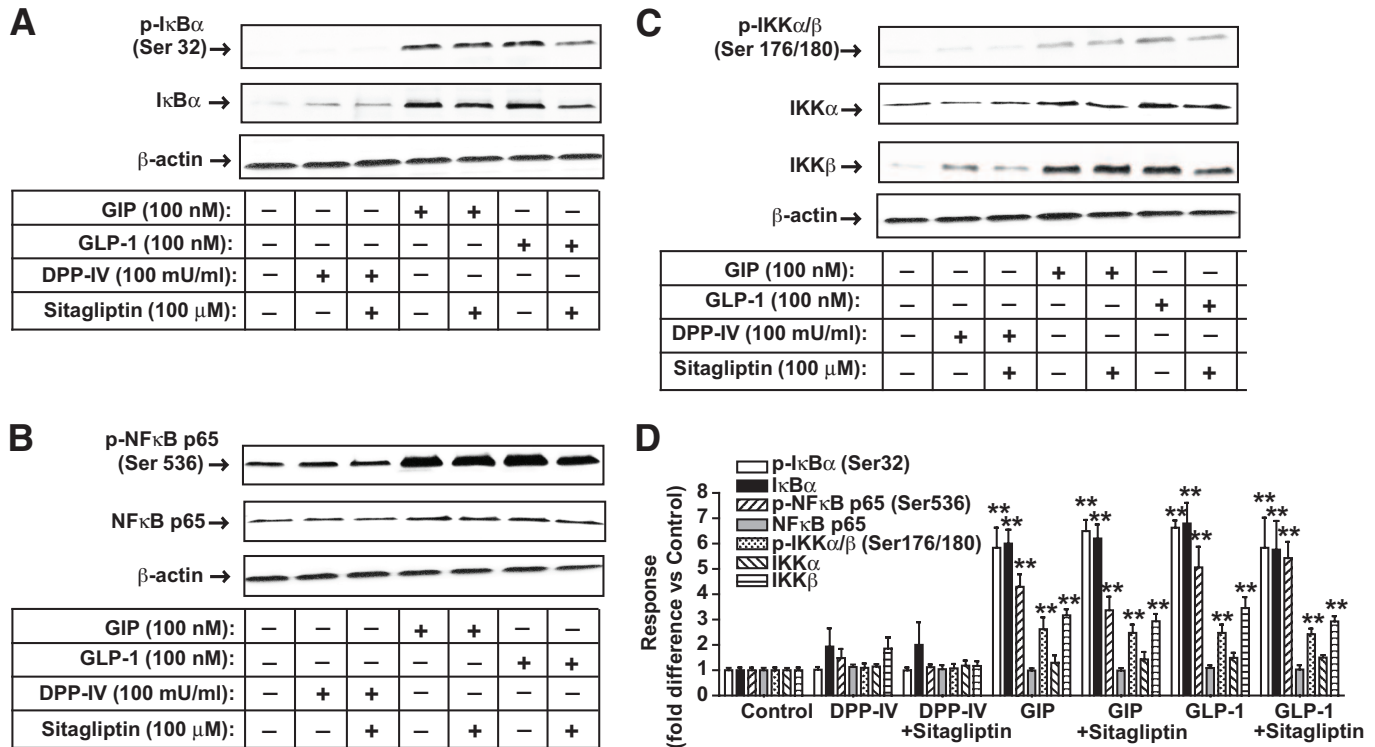 A
p-IκBα
(Ser 32) →
IκBα →
β-actin →
GIP (100 nM): – – – + + – –
GLP-1 (100 nM): – – – – – + +
DPP-IV (100 mU/ml): – + + – – – –
Sitagliptin (100 μM): – – + – + – +
B
p-NFκB p65
(Ser 536) →
NFκB p65 →
β-actin →
GIP (100 nM): – – – + + – –
GLP-1 (100 nM): – – – – – + +
DPP-IV (100 mU/ml): – + + – – – –
Sitagliptin (100 μM): – – + – + – +
C
p-IKKα/β
(Ser 176/180) →
IKKα →
IKKβ →
β-actin →
GIP (100 nM): – – – + + – –
GLP-1 (100 nM): – – – – – + +
DPP-IV (100 mU/ml): – + + – – – –
Sitagliptin (100 μM): – – + – + – +
D
Response
(fold difference vs Control)
8
7
6
5
4
3
2
1
0
p-IκBα (Ser32)
IκBα
p-NFκB p65 (Ser536)
NFκB p65
p-IKKα/β (Ser176/180)
IKKα
IKKβ
** ** ** ** **
** ** ** ** **
** ** ** ** **
** ** ** ** **
Control
DPP-IV
DPP-IV
+Sitagliptin
GIP
GIP
+Sitagliptin
GLP-1
GLP-1
+Sitagliptin